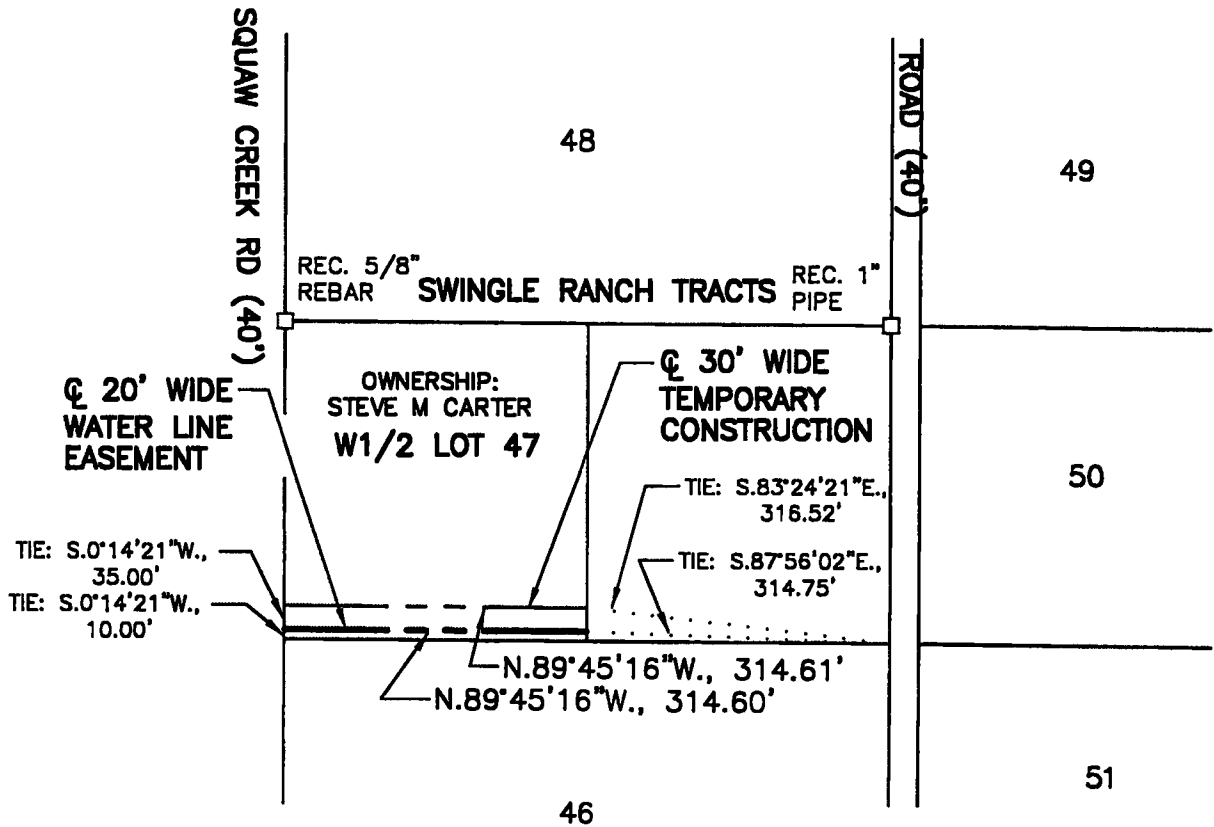 SQUAW CREEK RD (40')
ROAD (40')
48
49
REC. 5/8"
REBAR
SWINGLE RANCH TRACTS
REC. 1"
PIPE
℄ 20' WIDE
WATER LINE
EASEMENT
OWNERSHIP:
STEVE M CARTER
W1/2 LOT 47
℄ 30' WIDE
TEMPORARY
CONSTRUCTION
50
TIE: S.83°24'21"E.,
316.52'
TIE: S.87°56'02"E.,
314.75'
TIE: S.0°14'21"W.,
35.00'
TIE: S.0°14'21"W.,
10.00'
N.89°45'16"W., 314.61'
N.89°45'16"W., 314.60'
51
46